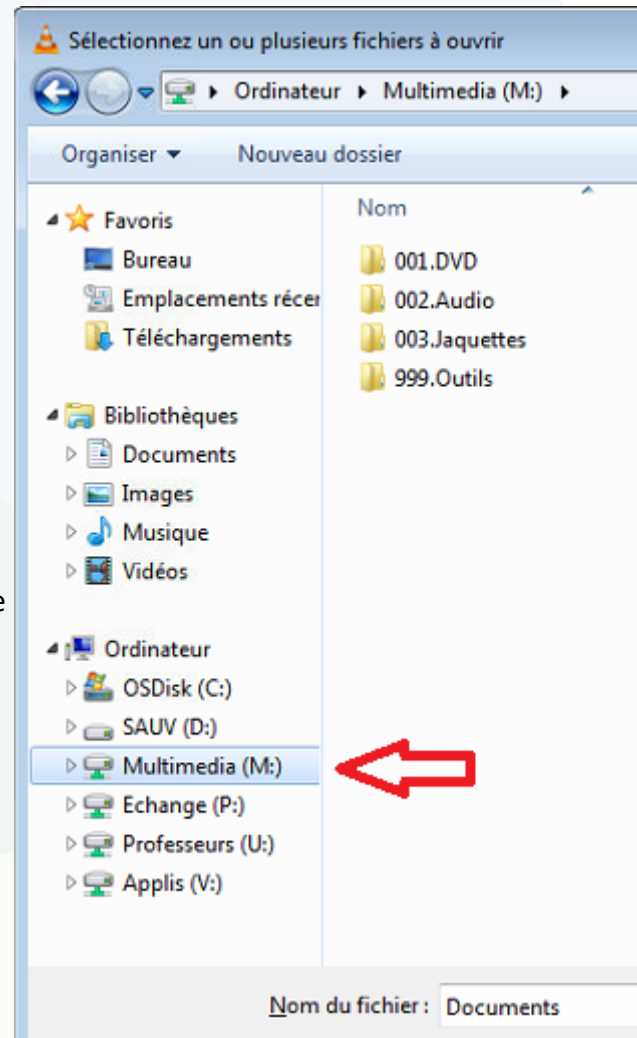 Sélectionnez un ou plusieurs fichiers à ouvrir
Ordinateur Multimedia (M:)
Organiser Nouveau dossier
Favoris
Bureau
Emplacements récer
Téléchargements
Bibliothèques
Documents
Images
Musique
Vidéos
Ordinateur
OSDisk (C:)
SAUV (D:)
Multimedia (M:)
Echange (P:)
Professeurs (U:)
Applis (V:)
Nom
001.DVD
002.Audio
003.Jaquettes
999.Outils
e
Nom du fichier : Documents